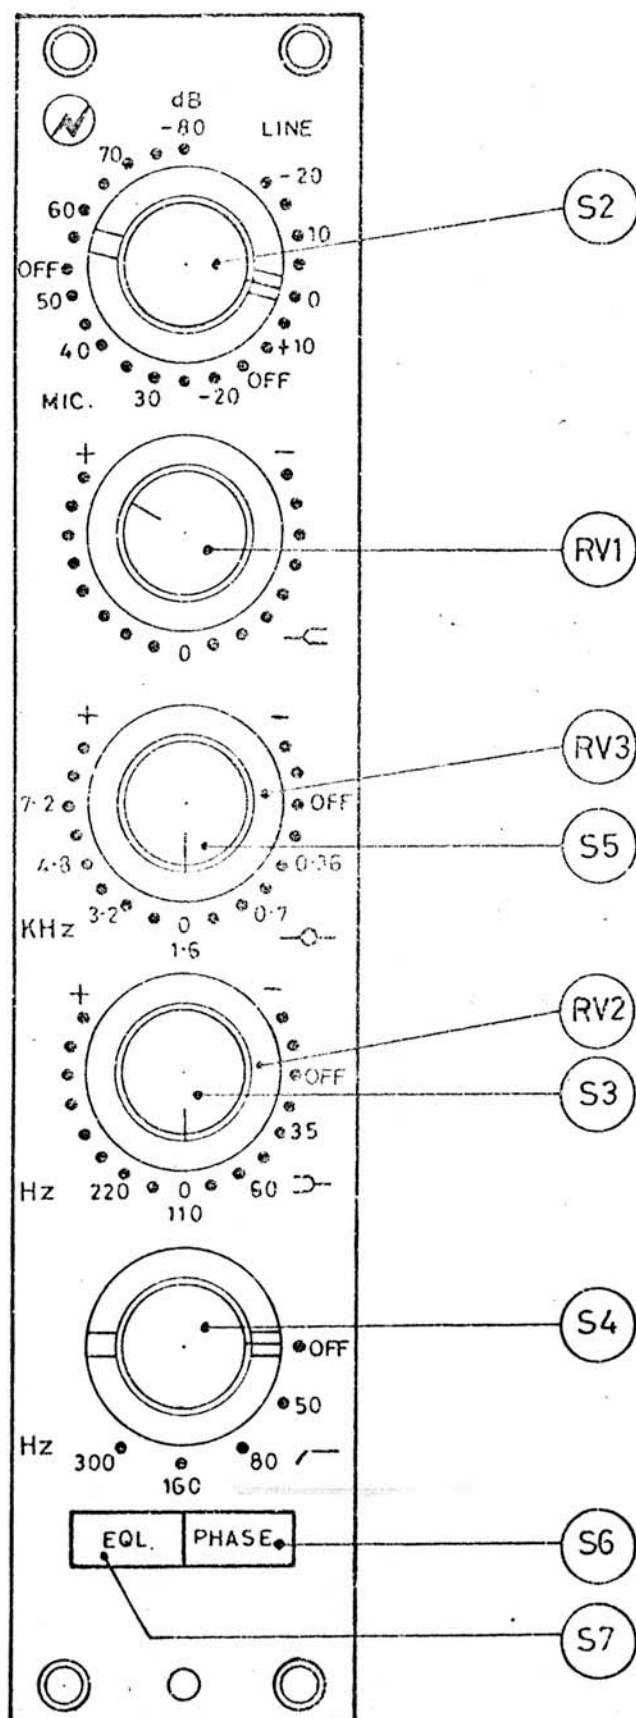 dB
-80
LINE
70
-20
60
S2
10
OFF
50
0
40
+10
30
-20
OFF
MIC.
+
-
RV1
0
+
-
RV3
7·2
OFF
S5
4·8
0·36
3·2
0
0·7
KHz
1·6
+
-
RV2
OFF
S3
35
220
0
60
Hz
110
S4
OFF
50
Hz
300
80
160
EQL.
PHASE
S6
S7